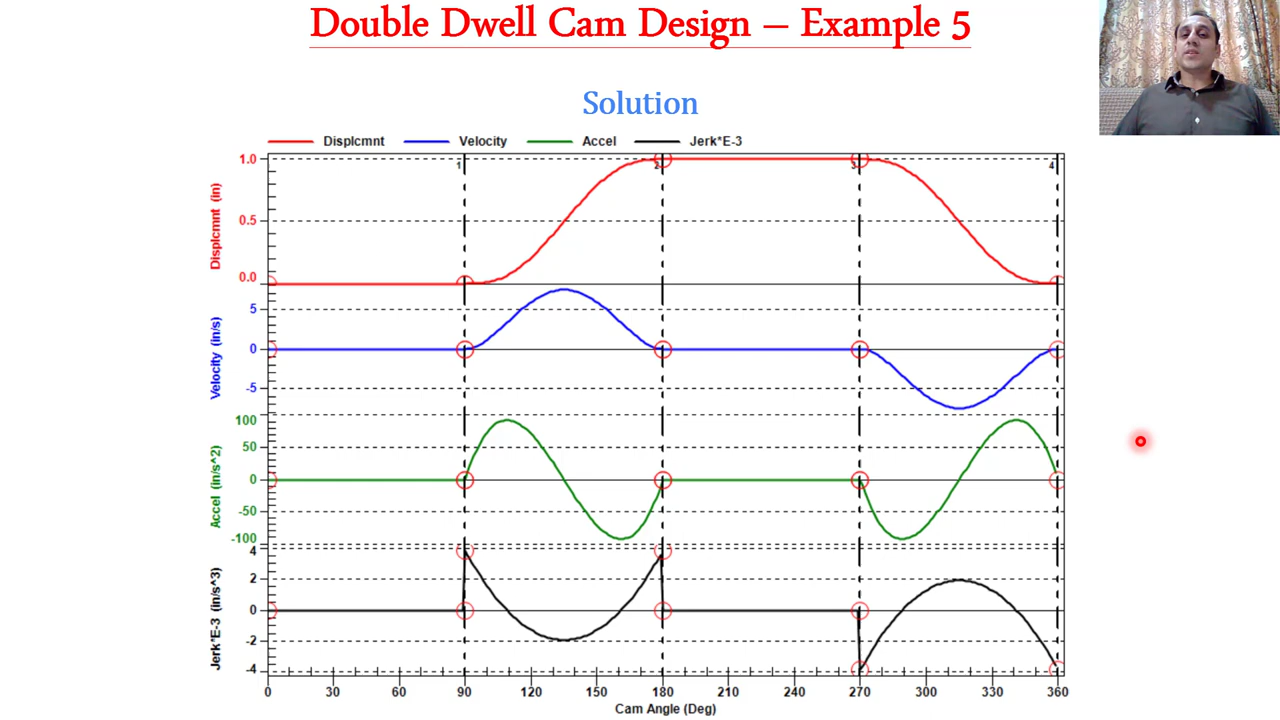 Double Dwell Cam Design – Example 5
Solution
Displcmnt Velocity Accel Jerk*E-3
1 2 3 4
Displcmnt (in)
1.0
0.5
0.0
Velocity (in/s)
5
0
-5
Accel (in/s^2)
100
50
0
-50
-100
Jerk*E-3 (in/s^3)
4
2
0
-2
-4
0 30 60 90 120 150 180 210 240 270 300 330 360
Cam Angle (Deg)